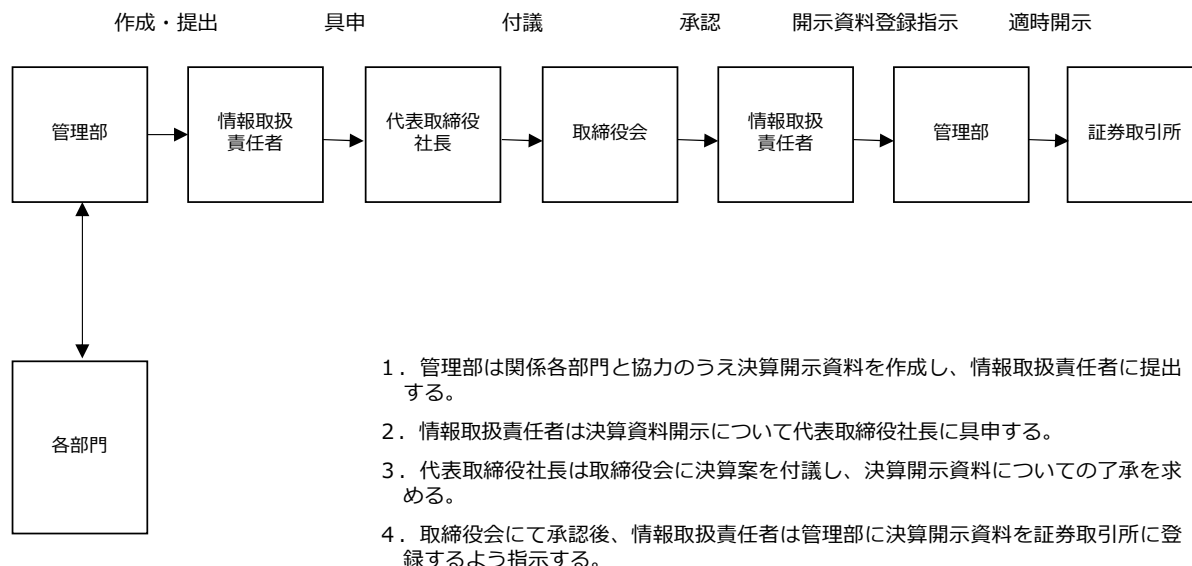 作成・提出 具申 付議 承認 開示資料登録指示 適時開示
管理部
情報取扱
責任者
代表取締役
社長
取締役会
情報取扱
責任者
管理部
証券取引所
各部門
１．管理部は関係各部門と協力のうえ決算開示資料を作成し、情報取扱責任者に提出
する。
２．情報取扱責任者は決算資料開示について代表取締役社長に具申する。
３．代表取締役社長は取締役会に決算案を付議し、決算開示資料についての了承を求
める。
４．取締役会にて承認後、情報取扱責任者は管理部に決算開示資料を証券取引所に登
録するよう指示する。